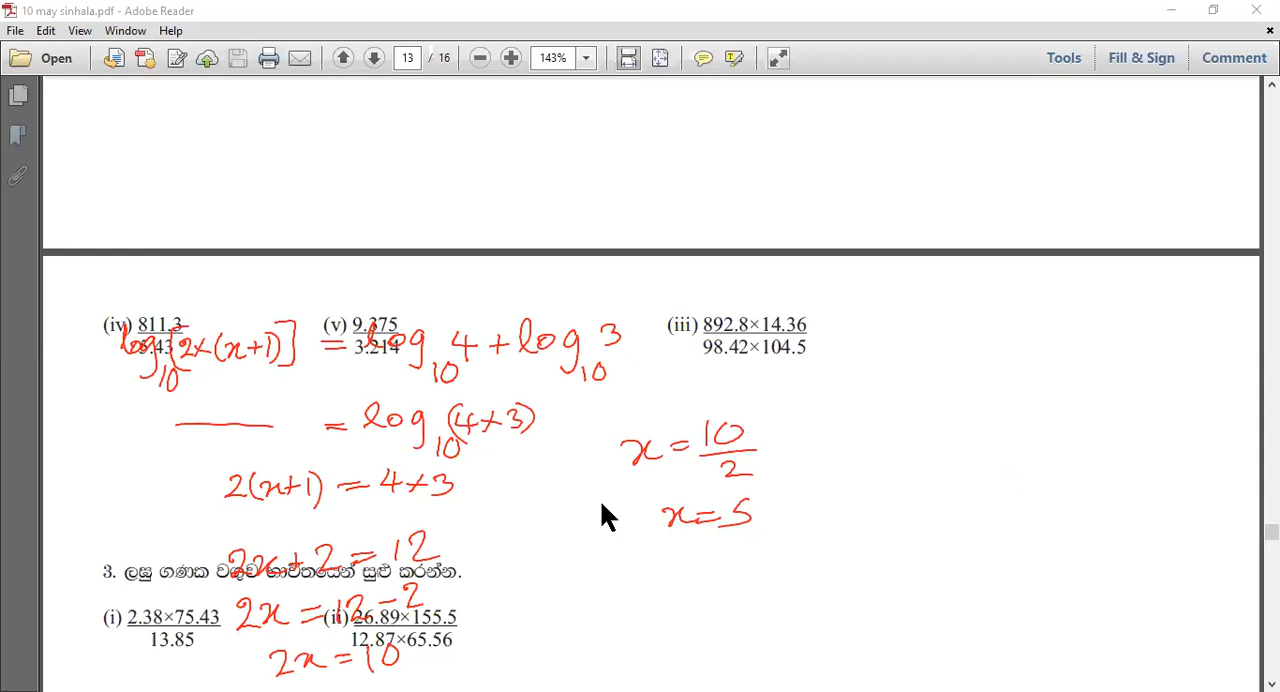 10 may sinhala.pdf - Adobe Reader
File Edit View Window Help
Open 13 / 16 143% Tools Fill & Sign Comment
(iv) 811.3 (v) 9.375 (iii) 892.8×14.36
3.214 98.42×104.5
log₁₀[2×(x+1)] = log₁₀4 + log₁₀3
= log₁₀(4×3)
2(x+1) = 4×3
2x+2 = 12
3. ලඝු ගණක වගුව භාවිතයෙන් සුළු කරන්න.
2x = 12-2
(i) 2.38×75.43 (ii) 26.89×155.5
13.85 12.87×65.56
2x = 10
x = 10/2
x = 5